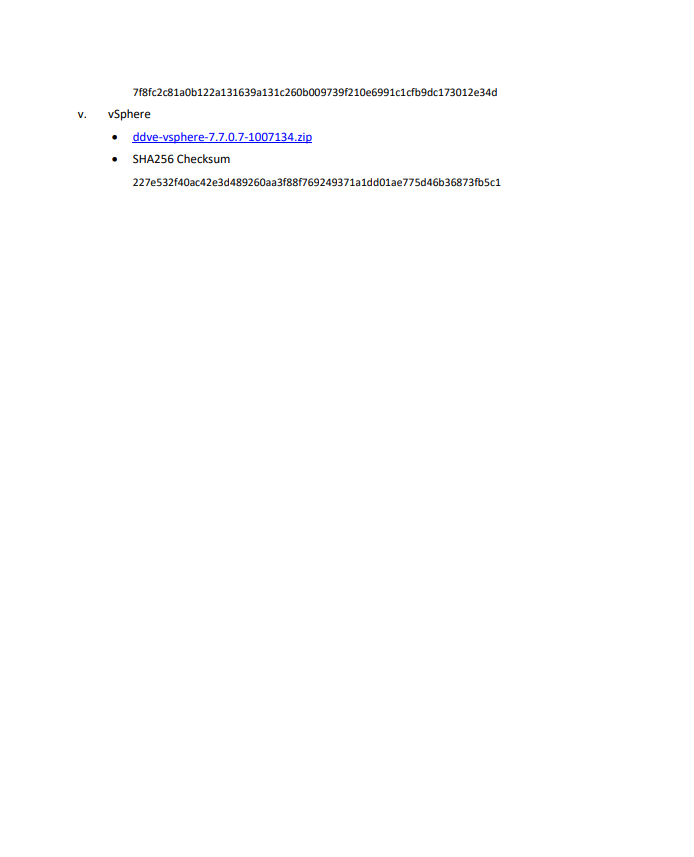 7f8fc2c81a0b122a131639a131c260b009739f210e6991c1cfb9dc173012e34d
v. vSphere
• ddve-vsphere-7.7.0.7-1007134.zip
• SHA256 Checksum
227e532f40ac42e3d489260aa3f88f769249371a1dd01ae775d46b36873fb5c1